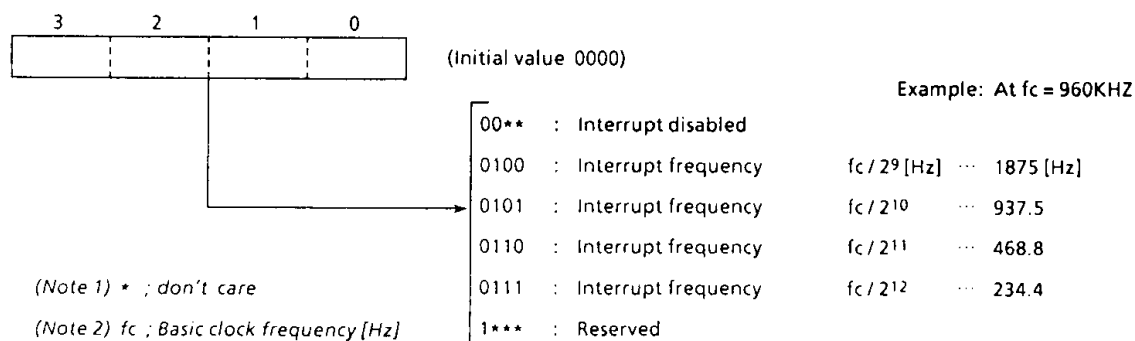 3 2 1 0
(Initial value 0000)
Example: At fc = 960KHZ
00** : Interrupt disabled
0100 : Interrupt frequency fc / 2⁹ [Hz] ··· 1875 [Hz]
0101 : Interrupt frequency fc / 2¹⁰ ··· 937.5
0110 : Interrupt frequency fc / 2¹¹ ··· 468.8
(Note 1) * ; don't care
0111 : Interrupt frequency fc / 2¹² ··· 234.4
(Note 2) fc ; Basic clock frequency [Hz]
1*** : Reserved